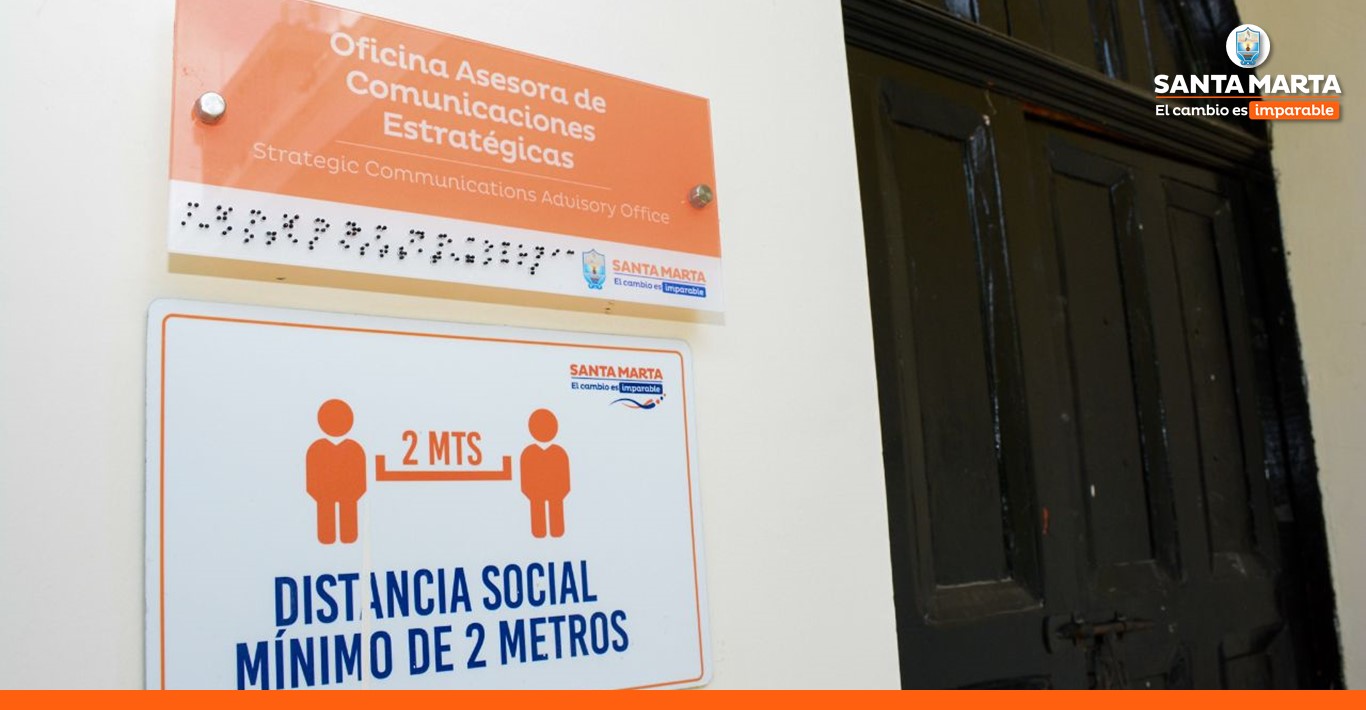 Oficina Asesora de
Comunicaciones
Estratégicas
Strategic Communications Advisory Office
SANTA MARTA
El cambio es imparable
SANTA MARTA
El cambio es imparable
2 MTS
DISTANCIA SOCIAL
MÍNIMO DE 2 METROS
SANTA MARTA
El cambio es imparable